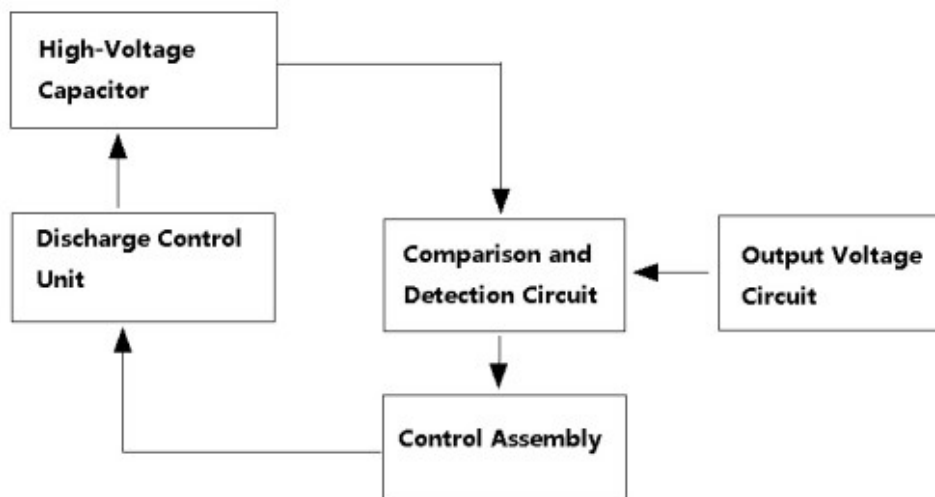 High-Voltage
Capacitor
Discharge Control
Unit
Comparison and
Detection Circuit
Output Voltage
Circuit
Control Assembly